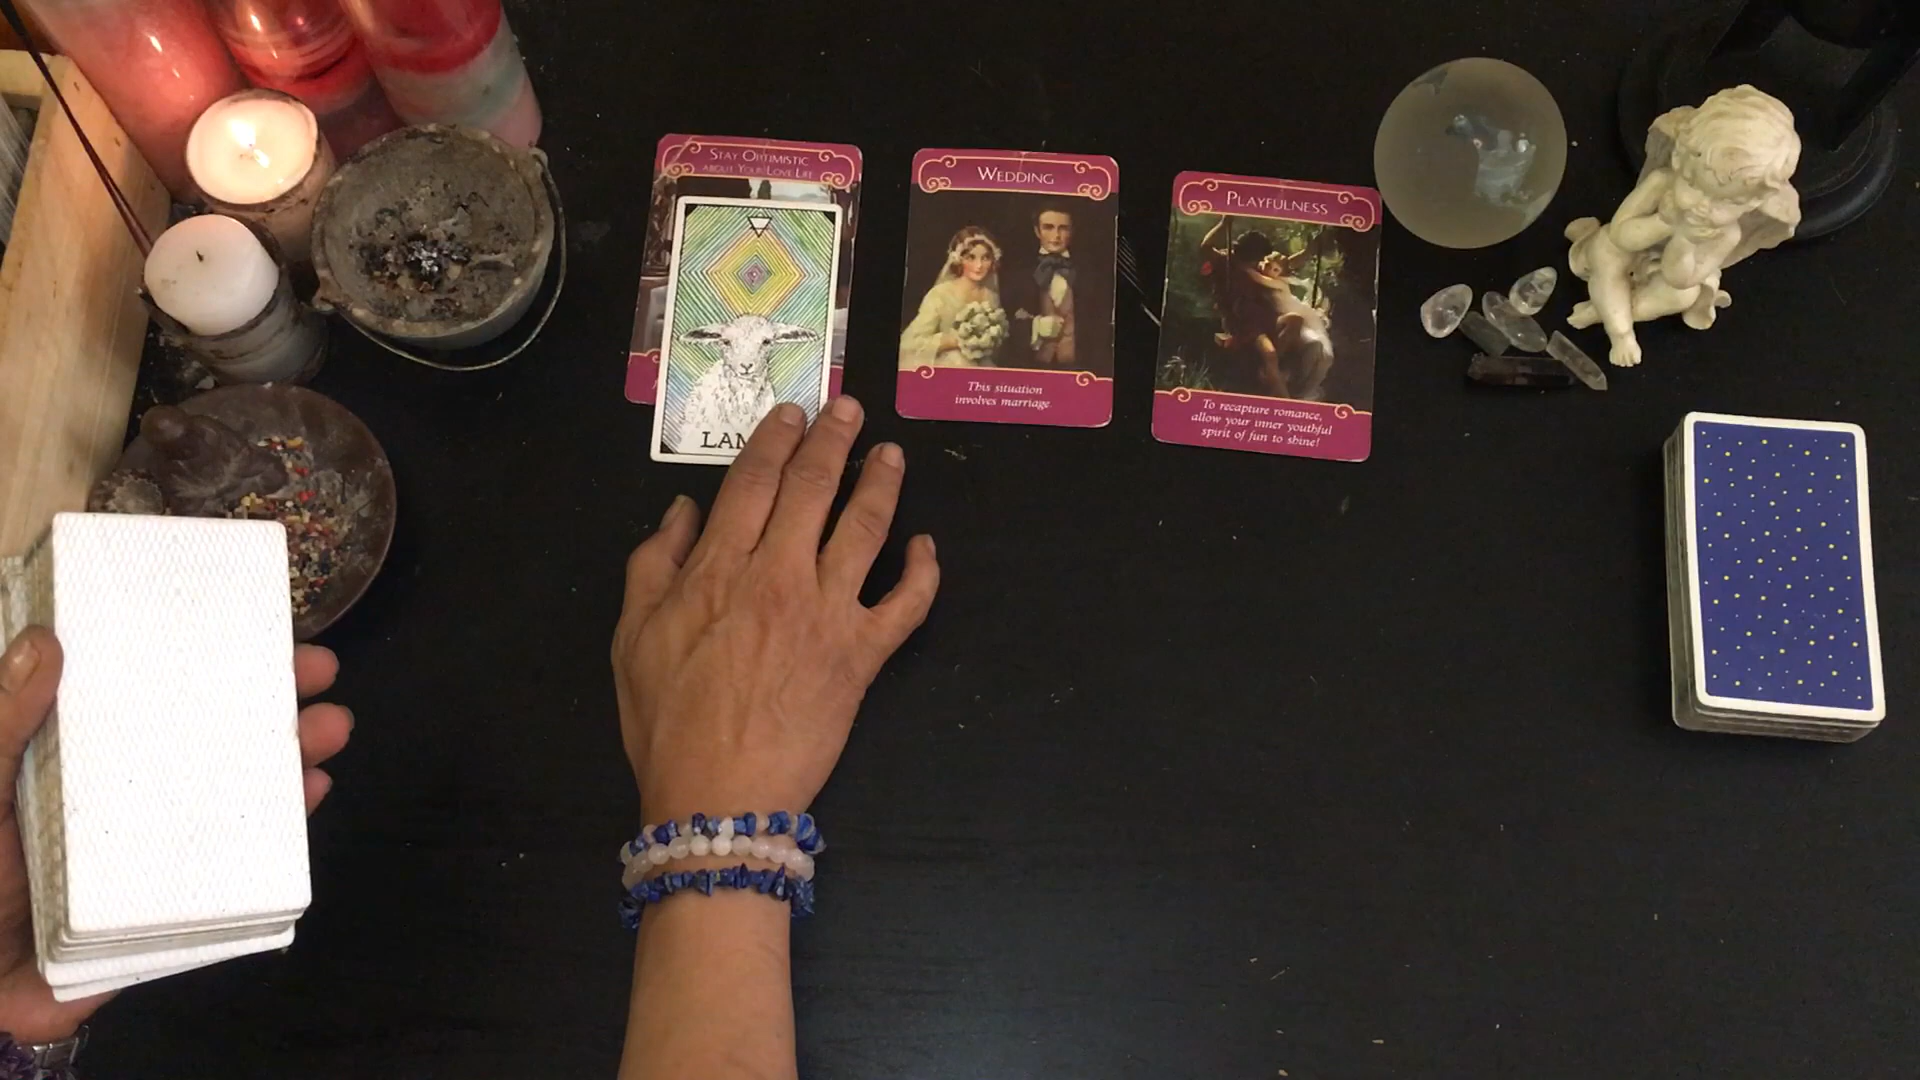 STAY OPTIMISTIC
ABOUT YOUR LOVE LIFE
LAM
WEDDING
This situation
involves marriage.
PLAYFULNESS
To recapture romance,
allow your inner youthful
spirit of fun to shine!